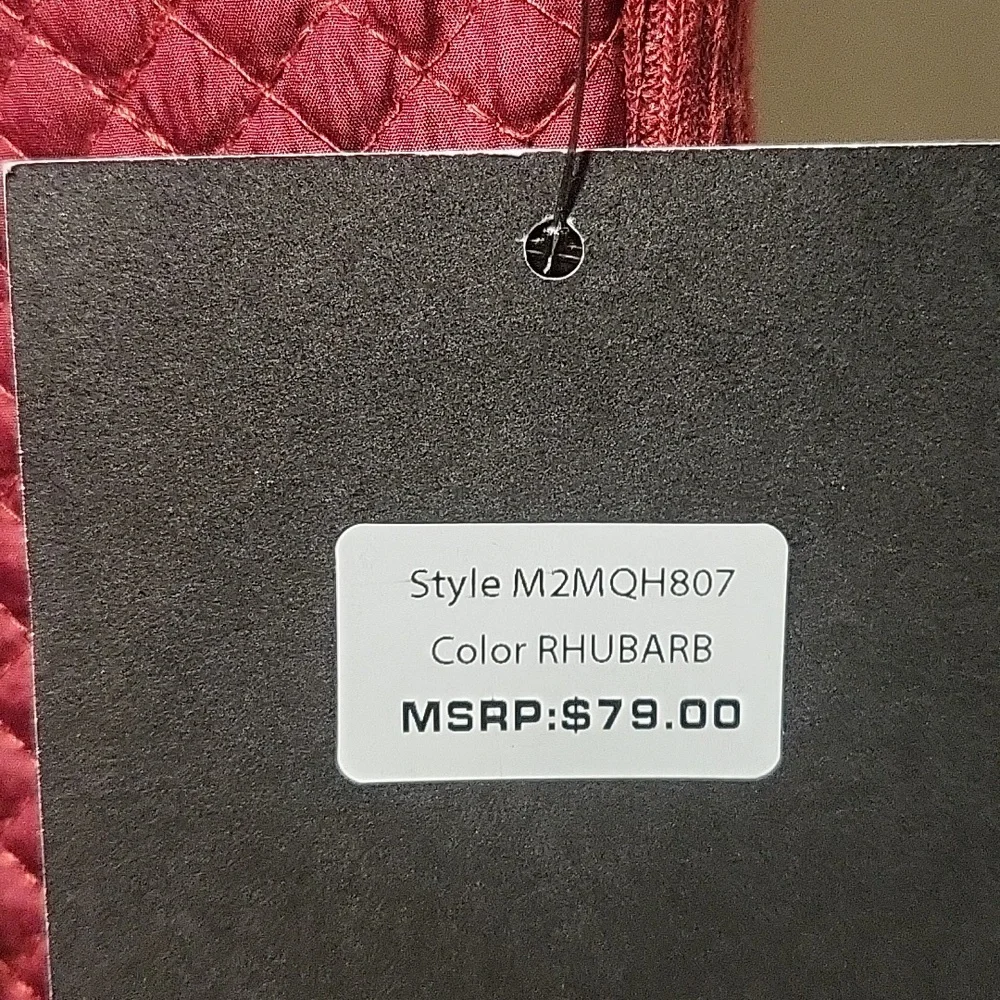 Style M2MQH807
Color RHUBARB
MSRP:$79.00